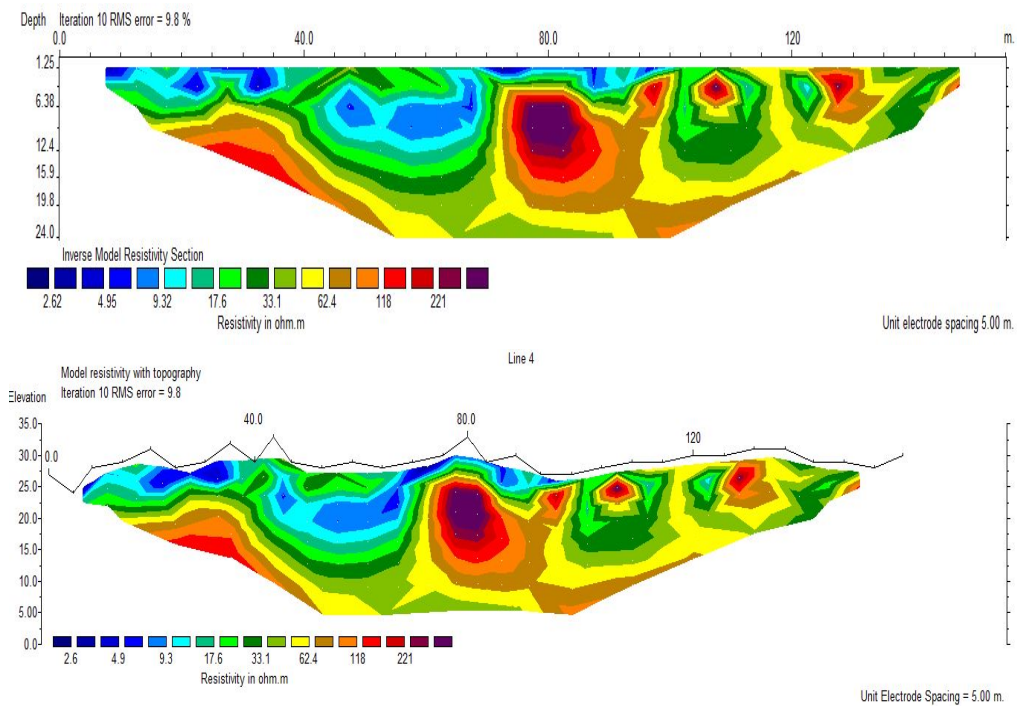 Depth Iteration 10 RMS error = 9.8 %
0.0 40.0 80.0 120 m.
1.25
6.38
12.4
15.9
19.8
24.0
Inverse Model Resistivity Section
2.62 4.95 9.32 17.6 33.1 62.4 118 221
Resistivity in ohm.m
Unit electrode spacing 5.00 m.
Line 4
Model resistivity with topography
Elevation Iteration 10 RMS error = 9.8
35.0
30.0
25.0
20.0
15.0
10.0
5.00
0.0
0.0 40.0 80.0 120
2.6 4.9 9.3 17.6 33.1 62.4 118 221
Resistivity in ohm.m
Unit Electrode Spacing = 5.00 m.